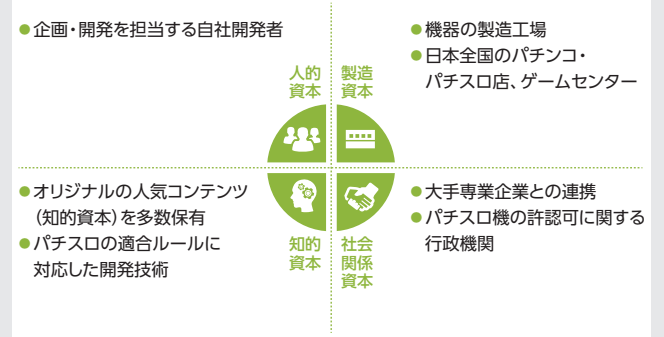 ●企画・開発を担当する自社開発者
人的
資本
製造
資本
●機器の製造工場
●日本全国のパチンコ・
パチスロ店、ゲームセンター
●オリジナルの人気コンテンツ
（知的資本）を多数保有
●パチスロの適合ルールに
対応した開発技術
知的
資本
社会
関係
資本
●大手専業企業との連携
●パチスロ機の許認可に関する
行政機関